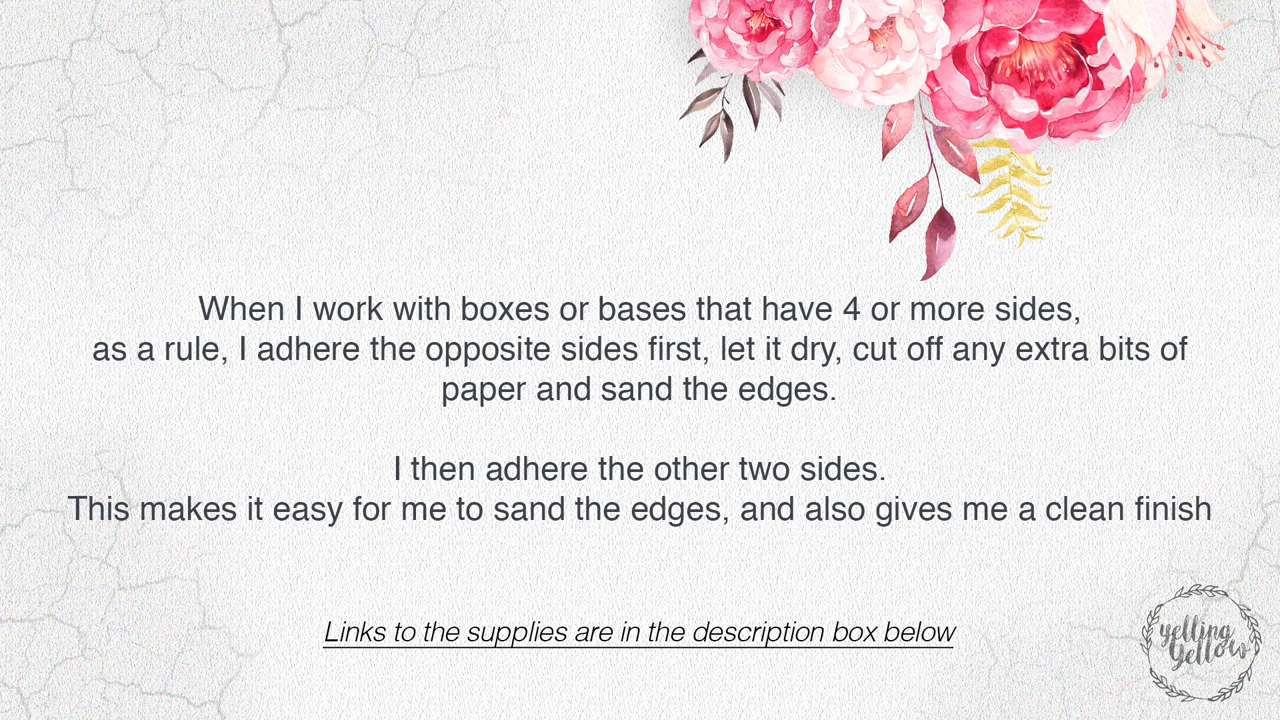 When I work with boxes or bases that have 4 or more sides,
as a rule, I adhere the opposite sides first, let it dry, cut off any extra bits of
paper and sand the edges.
I then adhere the other two sides.
This makes it easy for me to sand the edges, and also gives me a clean finish
Links to the supplies are in the description box below
yelling
yellow